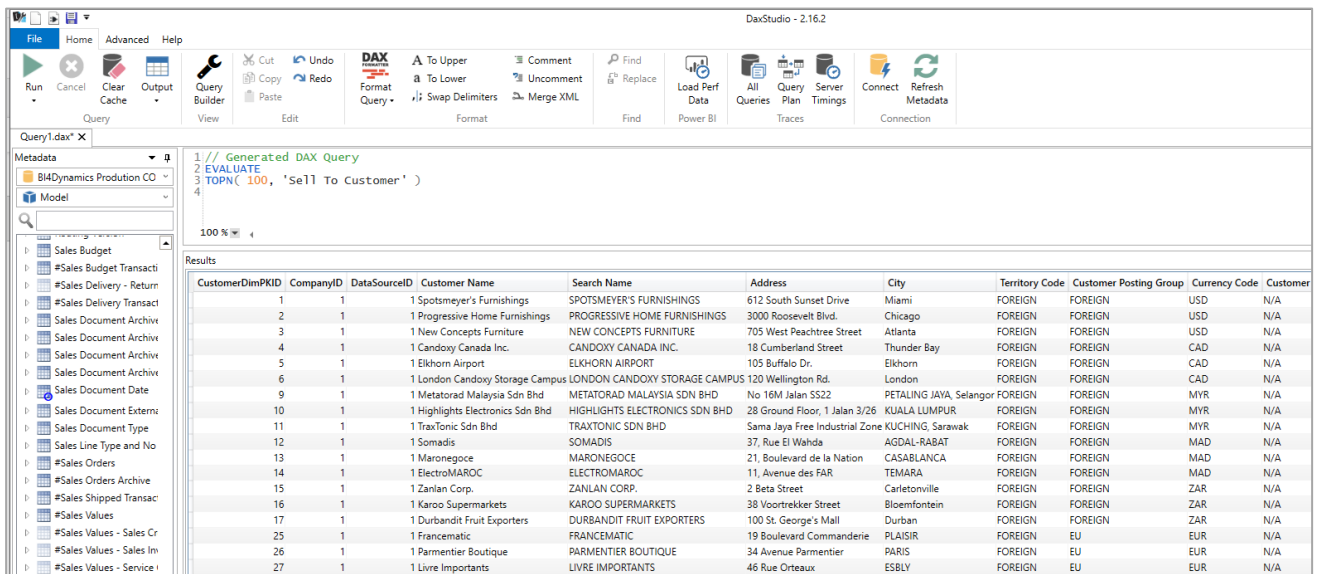 DaxStudio - 2.16.2
File Home Advanced Help
Run Cancel Clear Cache Output
Query
Query Builder
View
Cut Undo
Copy Redo
Paste
Edit
DAX FORMATTER
Format Query
A To Upper Comment
a To Lower Uncomment
Swap Delimiters Merge XML
Format
Find
Replace
Find
Load Perf Data
Power BI
All Queries Query Plan Server Timings
Traces
Connect Refresh Metadata
Connection
Query1.dax* X
Metadata
BI4Dynamics Prodution CO
Model
Sales Budget
#Sales Budget Transacti
#Sales Delivery - Return
#Sales Delivery Transact
Sales Document Archive
Sales Document Archive
Sales Document Archive
Sales Document Archive
Sales Document Date
Sales Document Externa
Sales Document Type
Sales Line Type and No
#Sales Orders
#Sales Orders Archive
#Sales Shipped Transac
#Sales Values
#Sales Values - Sales Cr
#Sales Values - Sales Inv
#Sales Values - Service
1 // Generated DAX Query
2 EVALUATE
3 TOPN( 100, 'Sell To Customer' )
4
100 %
Results
CustomerDimPKID CompanyID DataSourceID Customer Name Search Name Address City Territory Code Customer Posting Group Currency Code Customer
1 1 1 Spotsmeyer's Furnishings SPOTSMEYER'S FURNISHINGS 612 South Sunset Drive Miami FOREIGN FOREIGN USD N/A
2 1 1 Progressive Home Furnishings PROGRESSIVE HOME FURNISHINGS 3000 Roosevelt Blvd. Chicago FOREIGN FOREIGN USD N/A
3 1 1 New Concepts Furniture NEW CONCEPTS FURNITURE 705 West Peachtree Street Atlanta FOREIGN FOREIGN USD N/A
4 1 1 Candoxy Canada Inc. CANDOXY CANADA INC. 18 Cumberland Street Thunder Bay FOREIGN FOREIGN CAD N/A
5 1 1 Elkhorn Airport ELKHORN AIRPORT 105 Buffalo Dr. Elkhorn FOREIGN FOREIGN CAD N/A
6 1 1 London Candoxy Storage Campus LONDON CANDOXY STORAGE CAMPUS 120 Wellington Rd. London FOREIGN FOREIGN CAD N/A
9 1 1 Metatorad Malaysia Sdn Bhd METATORAD MALAYSIA SDN BHD No 16M Jalan SS22 PETALING JAYA, Selangor FOREIGN FOREIGN MYR N/A
10 1 1 Highlights Electronics Sdn Bhd HIGHLIGHTS ELECTRONICS SDN BHD 28 Ground Floor, 1 Jalan 3/26 KUALA LUMPUR FOREIGN FOREIGN MYR N/A
11 1 1 TraxTonic Sdn Bhd TRAXTONIC SDN BHD Sama Jaya Free Industrial Zone KUCHING, Sarawak FOREIGN FOREIGN MYR N/A
12 1 1 Somadis SOMADIS 37, Rue El Wahda AGDAL-RABAT FOREIGN FOREIGN MAD N/A
13 1 1 Maronegoce MARONEGOCE 21, Boulevard de la Nation CASABLANCA FOREIGN FOREIGN MAD N/A
14 1 1 ElectroMAROC ELECTROMAROC 11, Avenue des FAR TEMARA FOREIGN FOREIGN MAD N/A
15 1 1 Zanlan Corp. ZANLAN CORP. 2 Beta Street Carletonville FOREIGN FOREIGN ZAR N/A
16 1 1 Karoo Supermarkets KAROO SUPERMARKETS 38 Voortrekker Street Bloemfontein FOREIGN FOREIGN ZAR N/A
17 1 1 Durbandit Fruit Exporters DURBANDIT FRUIT EXPORTERS 100 St. George's Mall Durban FOREIGN FOREIGN ZAR N/A
25 1 1 Francematic FRANCEMATIC 19 Boulevard Commanderie PLAISIR FOREIGN EU EUR N/A
26 1 1 Parmentier Boutique PARMENTIER BOUTIQUE 34 Avenue Parmentier PARIS FOREIGN EU EUR N/A
27 1 1 Livre Importants LIVRE IMPORTANTS 46 Rue Orteaux ESBLY FOREIGN EU EUR N/A